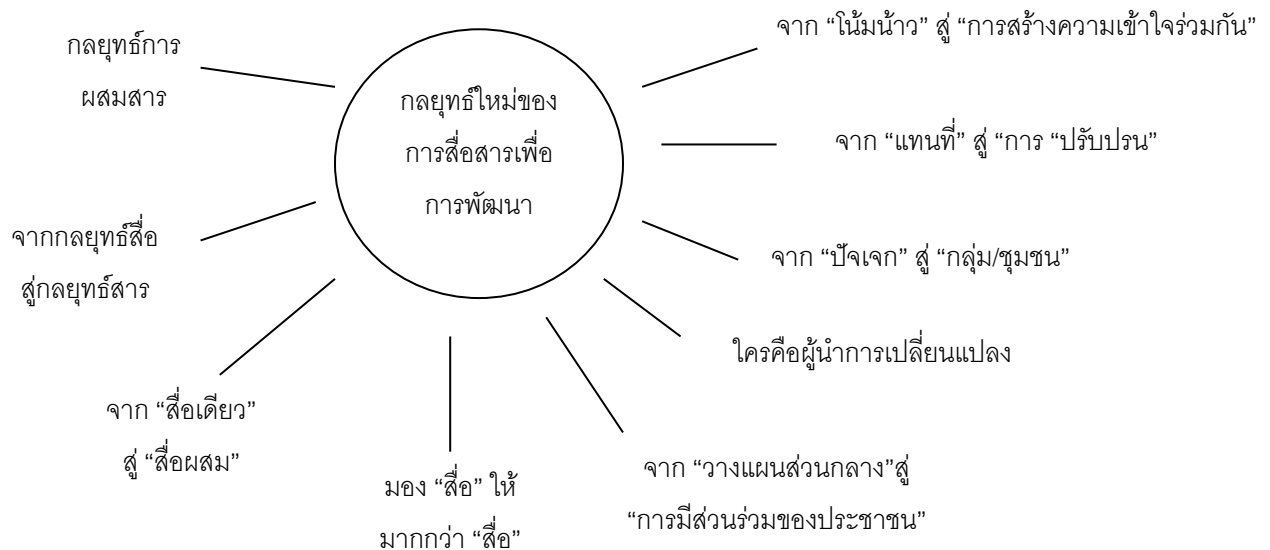 กลยุทธ์ใหม่ของ
การสื่อสารเพื่อ
การพัฒนา
จาก “โน้มน้าว” สู่ “การสร้างความเข้าใจร่วมกัน”
จาก “แทนที่” สู่ “การ “ปรับปรน”
จาก “ปัจเจก” สู่ “กลุ่ม/ชุมชน”
ใครคือผู้นำการเปลี่ยนแปลง
จาก “วางแผนส่วนกลาง”สู่
“การมีส่วนร่วมของประชาชน”
มอง “สื่อ” ให้
มากกว่า “สื่อ”
จาก “สื่อเดียว”
สู่ “สื่อผสม”
จากกลยุทธ์สื่อ
สู่กลยุทธ์สาร
กลยุทธ์การ
ผสมสาร